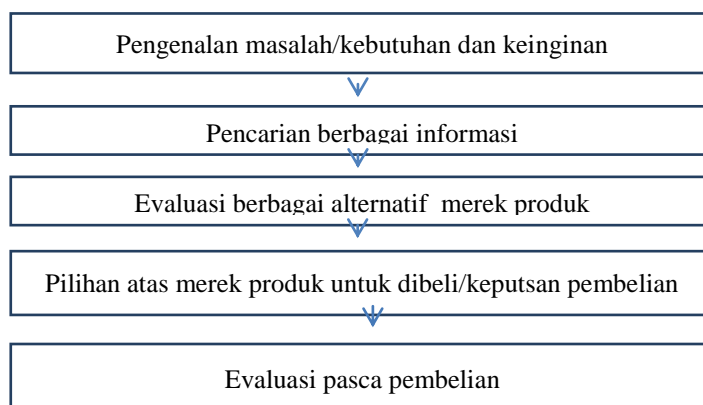 Pengenalan masalah/kebutuhan dan keinginan
Pencarian berbagai informasi
Evaluasi berbagai alternatif merek produk
Pilihan atas merek produk untuk dibeli/keputsan pembelian
Evaluasi pasca pembelian